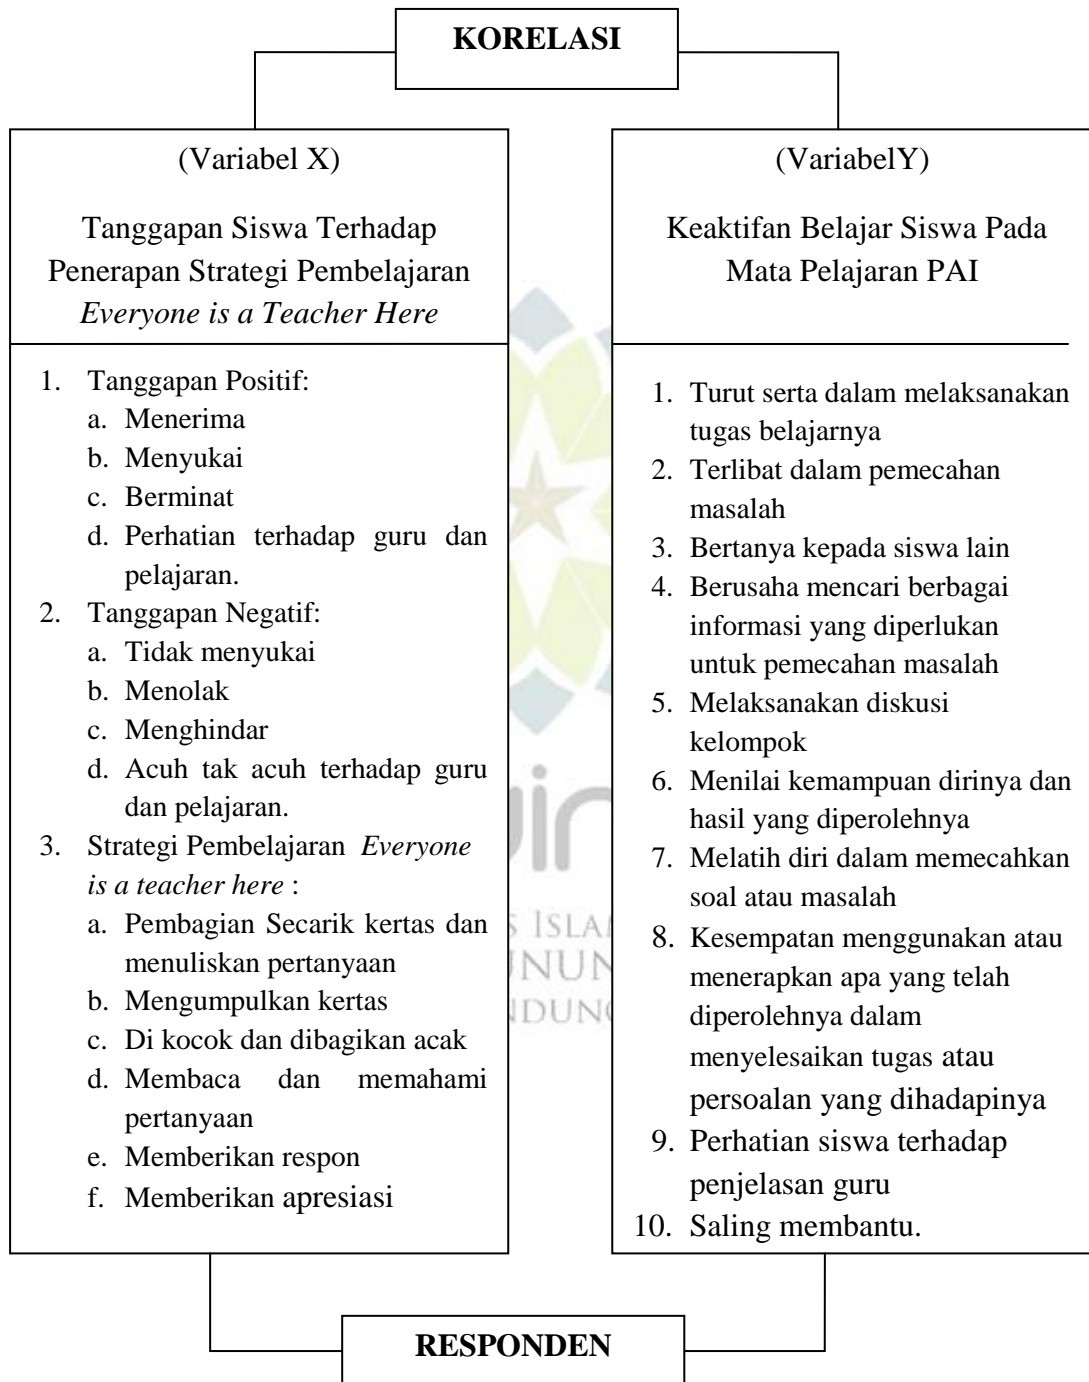 KORELASI
(Variabel X)
Tanggapan Siswa Terhadap
Penerapan Strategi Pembelajaran
Everyone is a Teacher Here
1. Tanggapan Positif:
a. Menerima
b. Menyukai
c. Berminat
d. Perhatian terhadap guru dan
pelajaran.
2. Tanggapan Negatif:
a. Tidak menyukai
b. Menolak
c. Menghindar
d. Acuh tak acuh terhadap guru
dan pelajaran.
3. Strategi Pembelajaran Everyone
is a teacher here :
a. Pembagian Secarik kertas dan
menuliskan pertanyaan
b. Mengumpulkan kertas
c. Di kocok dan dibagikan acak
d. Membaca dan memahami
pertanyaan
e. Memberikan respon
f. Memberikan apresiasi
(VariabelY)
Keaktifan Belajar Siswa Pada
Mata Pelajaran PAI
1. Turut serta dalam melaksanakan
tugas belajarnya
2. Terlibat dalam pemecahan
masalah
3. Bertanya kepada siswa lain
4. Berusaha mencari berbagai
informasi yang diperlukan
untuk pemecahan masalah
5. Melaksanakan diskusi
kelompok
6. Menilai kemampuan dirinya dan
hasil yang diperolehnya
7. Melatih diri dalam memecahkan
soal atau masalah
8. Kesempatan menggunakan atau
menerapkan apa yang telah
diperolehnya dalam
menyelesaikan tugas atau
persoalan yang dihadapinya
9. Perhatian siswa terhadap
penjelasan guru
10. Saling membantu.
RESPONDEN